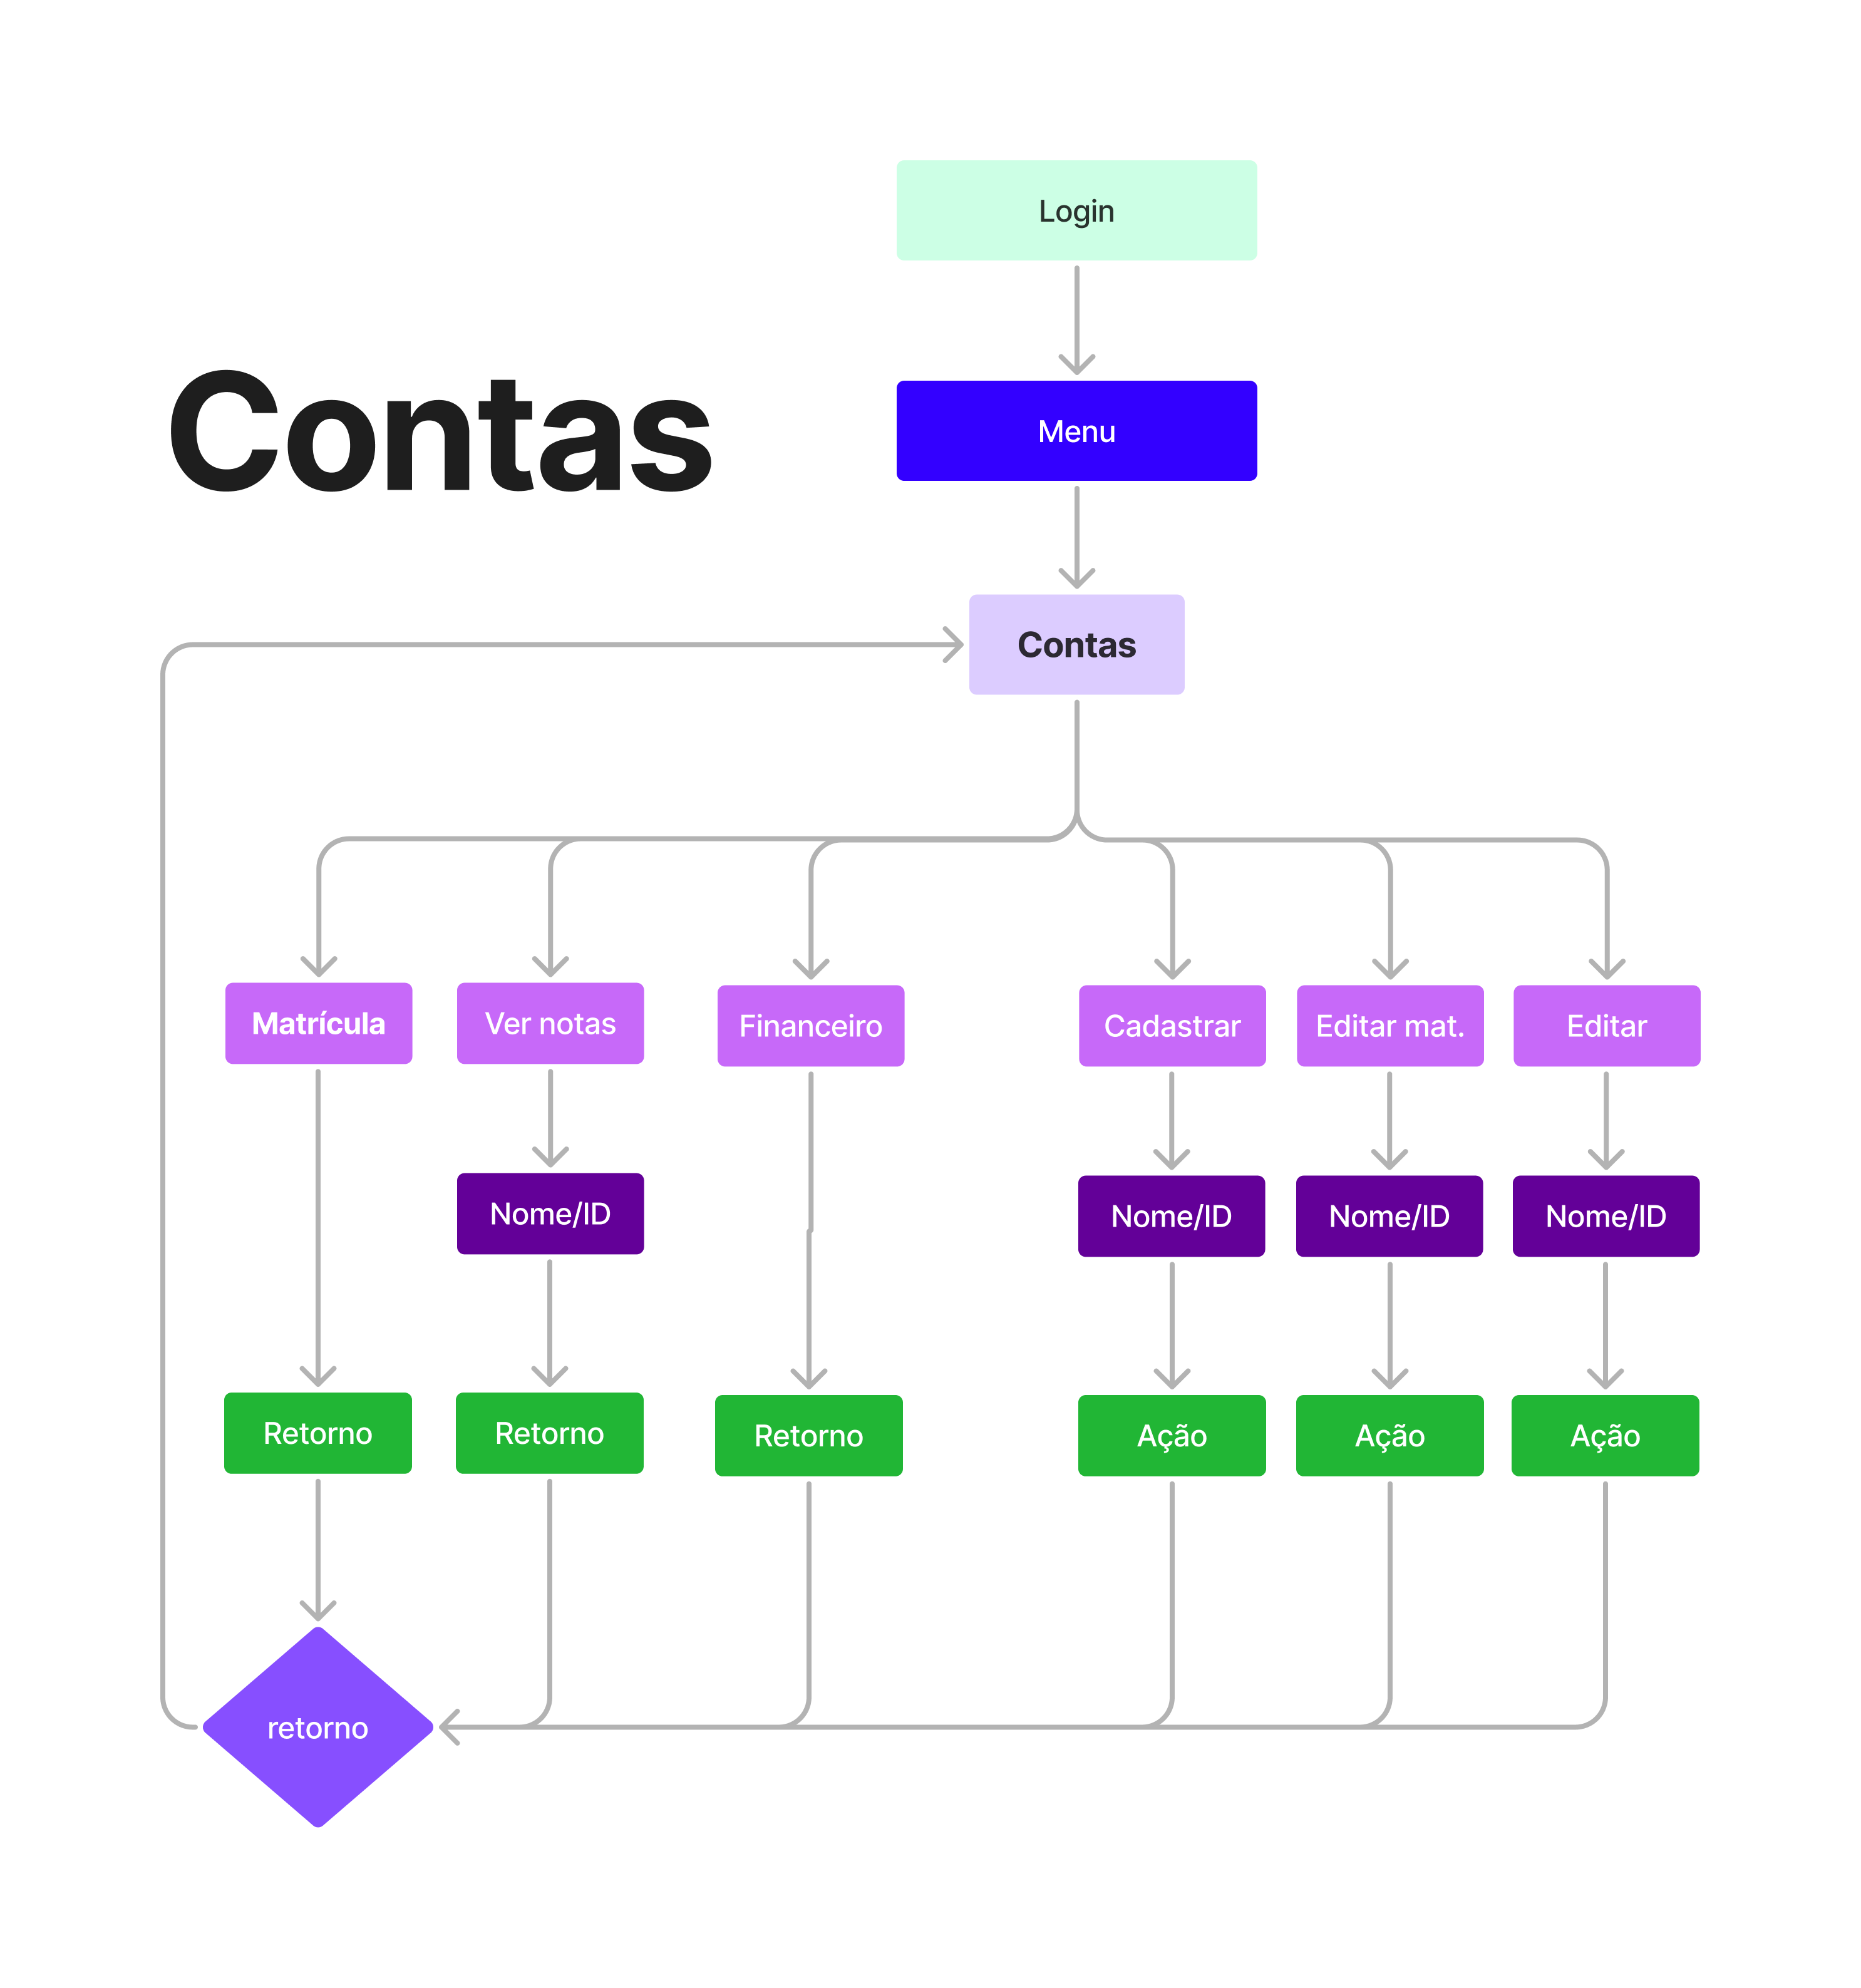 Login
Contas
Menu
Contas
Matrícula
Ver notas
Financeiro
Cadastrar
Editar mat.
Editar
Nome/ID
Nome/ID
Nome/ID
Nome/ID
Retorno
Retorno
Retorno
Ação
Ação
Ação
retorno